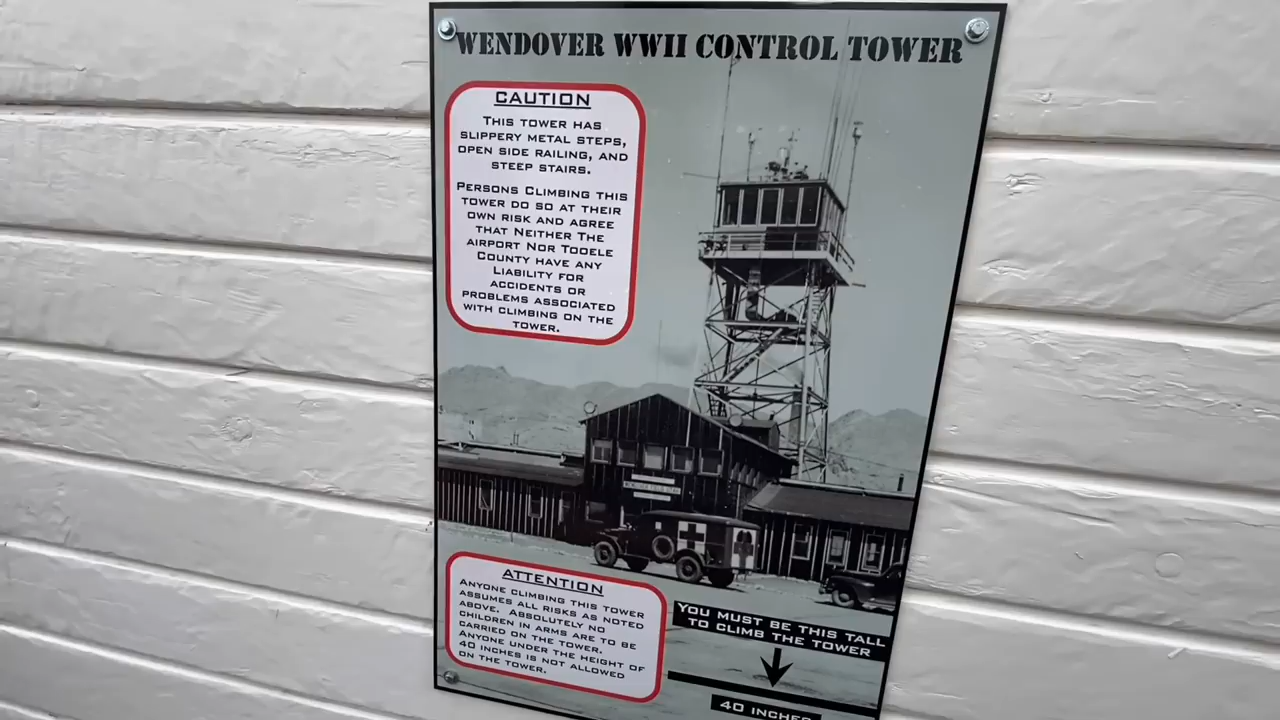 WENDOVER WWII CONTROL TOWER
CAUTION
THIS TOWER HAS
SLIPPERY METAL STEPS,
OPEN SIDE RAILING, AND
STEEP STAIRS.
PERSONS CLIMBING THIS
TOWER DO SO AT THEIR
OWN RISK AND AGREE
THAT NEITHER THE
AIRPORT NOR TOOELE
COUNTY HAVE ANY
LIABILITY FOR
ACCIDENTS OR
PROBLEMS ASSOCIATED
WITH CLIMBING ON THE
TOWER.
ATTENTION
ANYONE CLIMBING THIS TOWER
ASSUMES ALL RISKS AS NOTED
ABOVE. ABSOLUTELY NO
CHILDREN IN ARMS ARE TO BE
CARRIED ON THE TOWER.
ANYONE UNDER THE HEIGHT OF
40 INCHES IS NOT ALLOWED
ON THE TOWER.
YOU MUST BE THIS TALL
TO CLIMB THE TOWER
40 INCHES